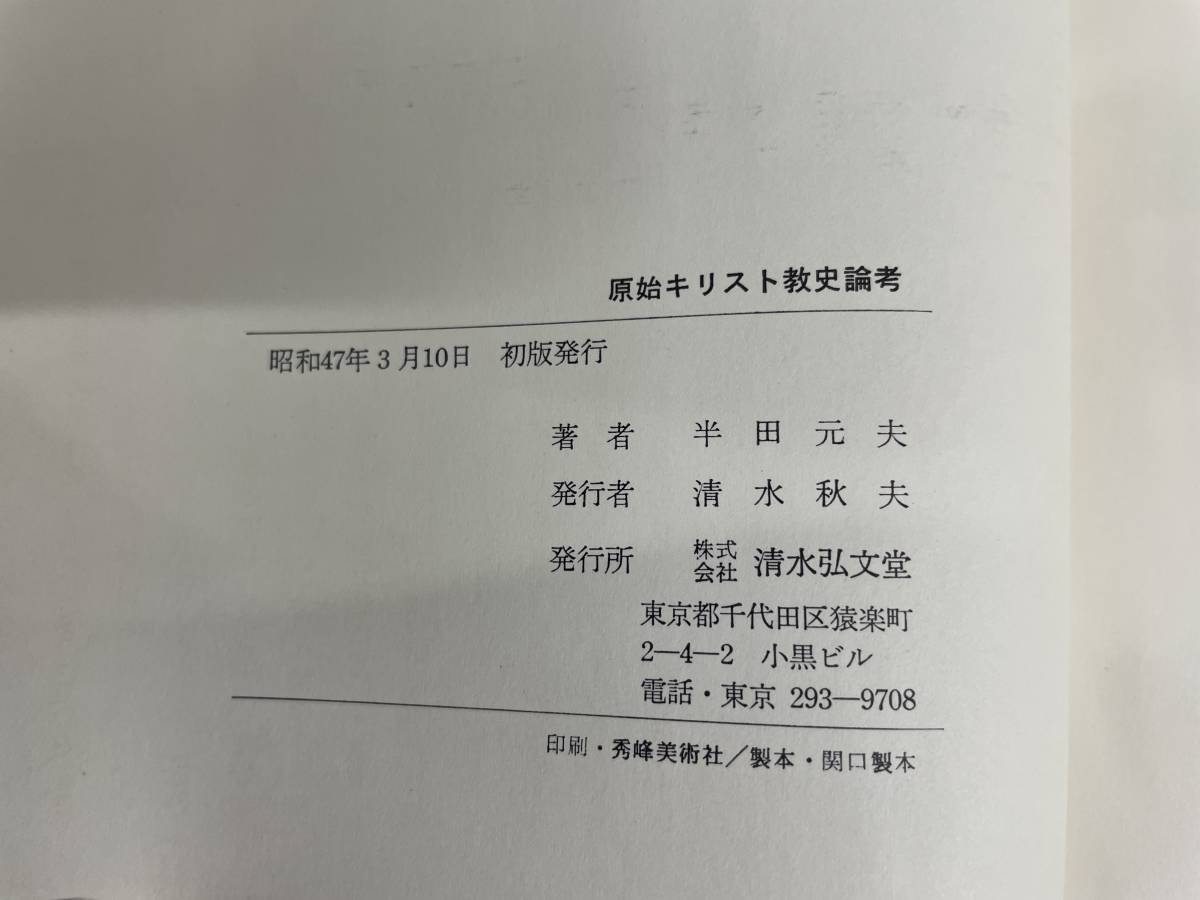 原始キリスト教史論考
昭和47年3月10日 初版発行
著者 半田元夫
発行者 清水秋夫
発行所 株式会社 清水弘文堂
東京都千代田区猿楽町
2―4―2 小黒ビル
電話・東京 293―9708
印刷・秀峰美術社/製本・関口製本